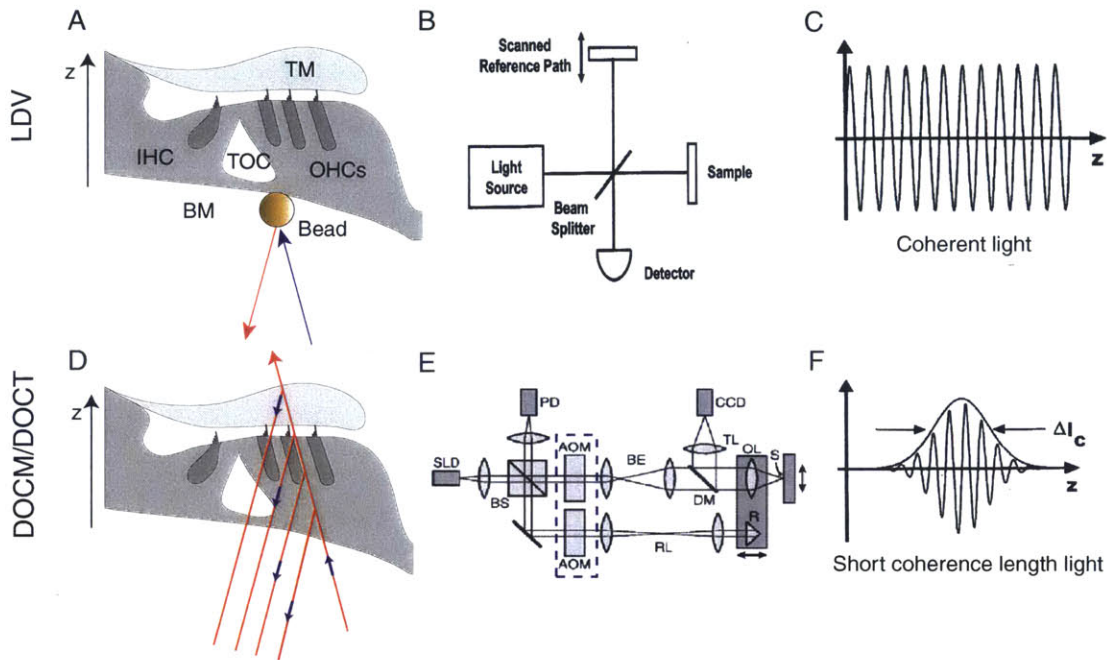 LDV
A
z
TM
IHC
TOC
OHCs
BM
Bead
B
Scanned
Reference Path
Light
Source
Beam
Splitter
Sample
Detector
C
z
Coherent light
DOCM/DOCT
D
z
E
PD
CCD
SLD
AOM
BE
TL
OL
S
BS
DM
R
AOM
RL
F
Δl_c
z
Short coherence length light